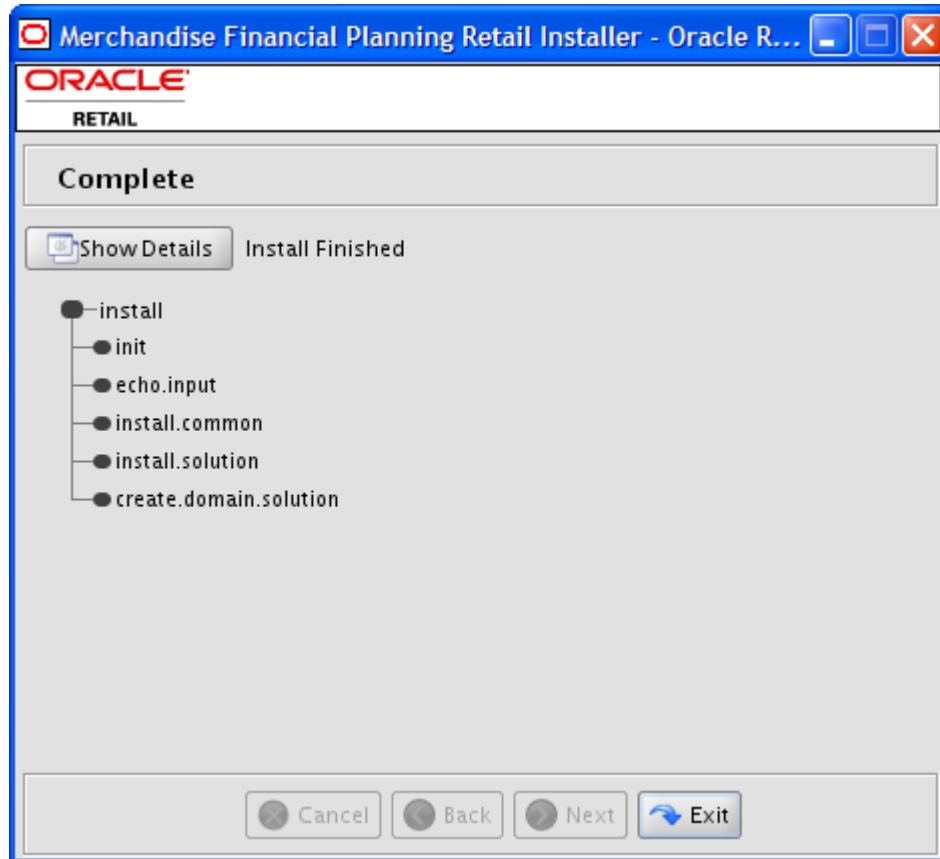 Merchandise Financial Planning Retail Installer - Oracle R...
ORACLE
RETAIL
Complete
Show Details Install Finished
install
init
echo.input
install.common
install.solution
create.domain.solution
Cancel Back Next Exit